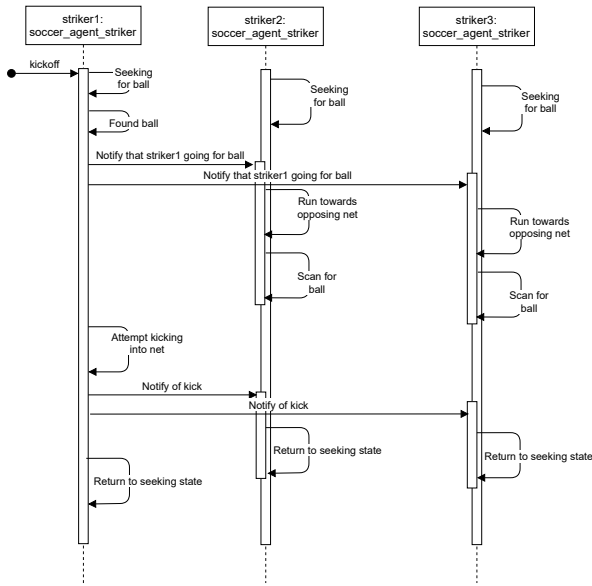 striker1:
soccer_agent_striker
striker2:
soccer_agent_striker
striker3:
soccer_agent_striker
kickoff
Seeking
for ball
Seeking
for ball
Seeking
for ball
Found ball
Notify that striker1 going for ball
Notify that striker1 going for ball
Run towards
opposing net
Run towards
opposing net
Scan for
ball
Scan for
ball
Attempt kicking
into net
Notify of kick
Notify of kick
Return to seeking state
Return to seeking state
Return to seeking state